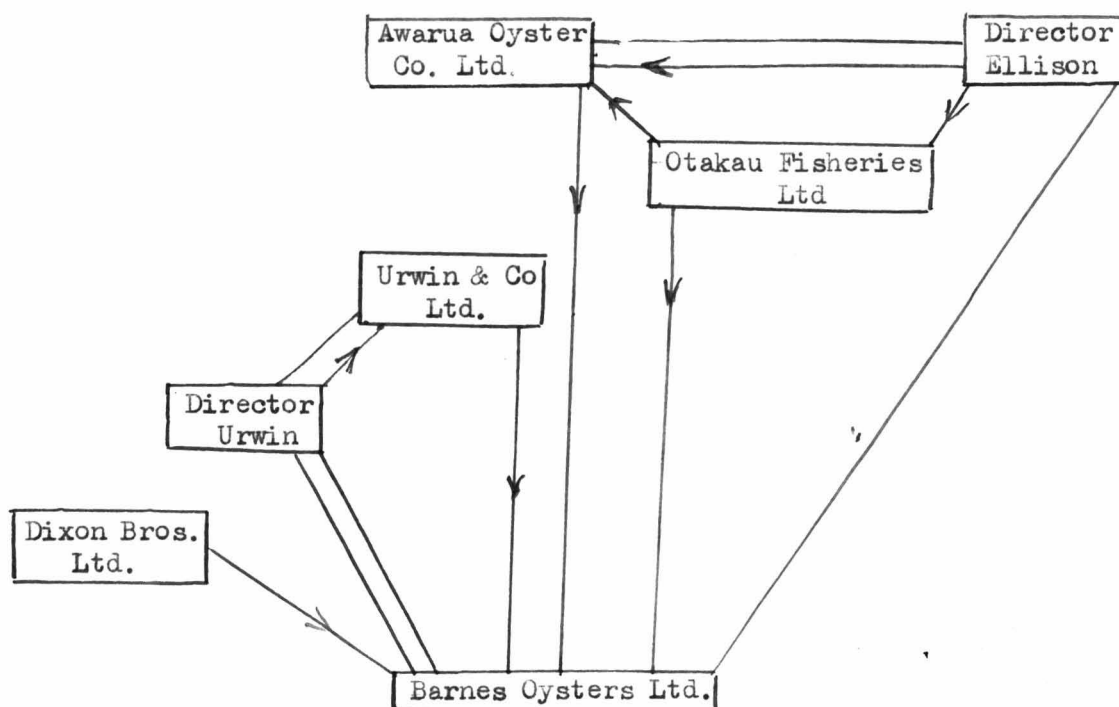 Awarua Oyster
Co. Ltd.
Director
Ellison
Otakau Fisheries
Ltd
Urwin & Co
Ltd.
Director
Urwin
Dixon Bros.
Ltd.
Barnes Oysters Ltd.